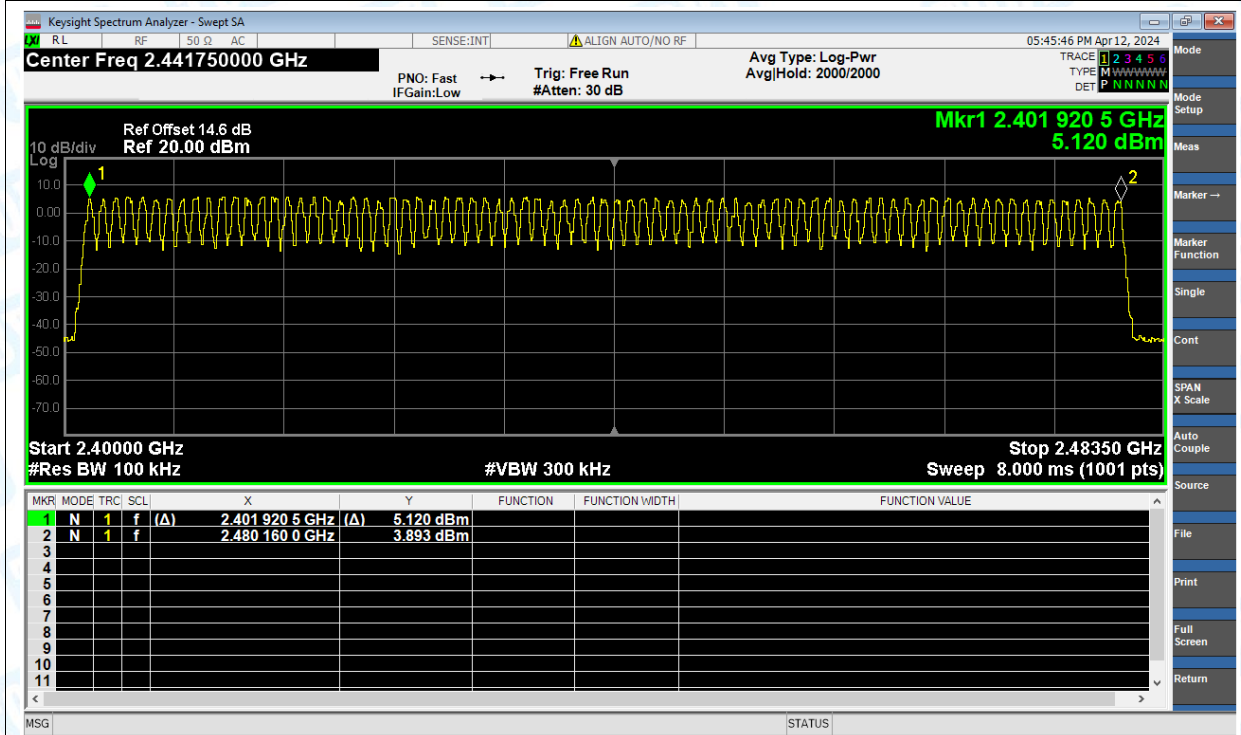 Keysight Spectrum Analyzer - Swept SA
LXI RL RF 50 Ω AC SENSE:INT ALIGN AUTO/NO RF 05:45:46 PM Apr 12, 2024
Center Freq 2.441750000 GHz
PNO: Fast
IFGain:Low
Trig: Free Run
#Atten: 30 dB
Avg Type: Log-Pwr
Avg|Hold: 2000/2000
TRACE 1 2 3 4 5 6
TYPE M WWWWW
DET P N N N N N
Mkr1 2.401 920 5 GHz
5.120 dBm
Ref Offset 14.6 dB
10 dB/div Ref 20.00 dBm
Log
1
2
10.0
0.00
-10.0
-20.0
-30.0
-40.0
-50.0
-60.0
-70.0
Start 2.40000 GHz Stop 2.48350 GHz
#Res BW 100 kHz #VBW 300 kHz Sweep 8.000 ms (1001 pts)
MKR MODE TRC SCL X Y FUNCTION FUNCTION WIDTH FUNCTION VALUE
1 N 1 f (Δ) 2.401 920 5 GHz (Δ) 5.120 dBm
2 N 1 f 2.480 160 0 GHz 3.893 dBm
3
4
5
6
7
8
9
10
11
MSG STATUS
Mode
Mode
Setup
Meas
Marker →
Marker
Function
Single
Cont
SPAN
X Scale
Auto
Couple
Source
File
Print
Full
Screen
Return